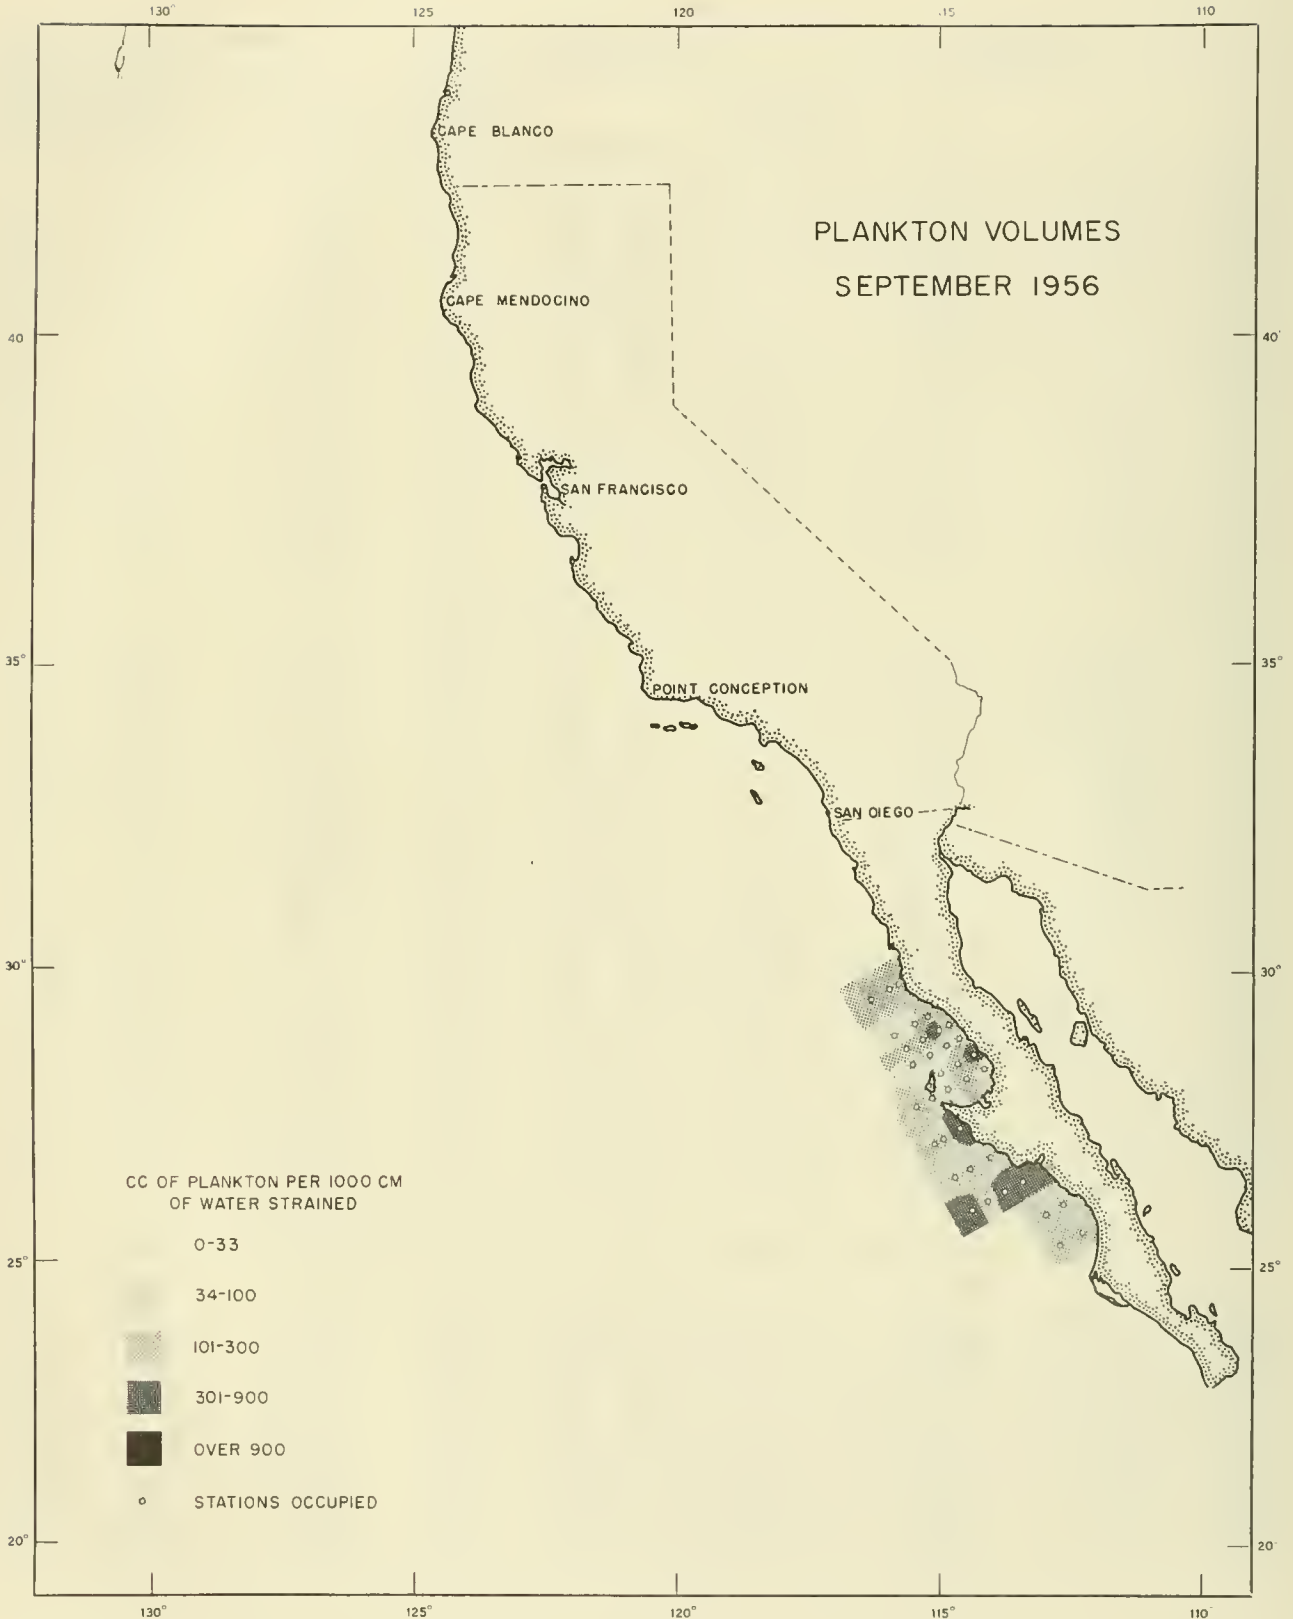 130° 125 120 .15 110
CAPE BLANCO
PLANKTON VOLUMES
SEPTEMBER 1956
CAPE MENDOCINO
40 40°
SAN FRANCISCO
35° 35°
POINT CONCEPTION
SAN DIEGO
30° 30°
CC OF PLANKTON PER 1000 CM
OF WATER STRAINED
0-33
25° 25°
34-100
101-300
301-900
OVER 900
STATIONS OCCUPIED
20° 20
130° 125° 120° 115° 110°